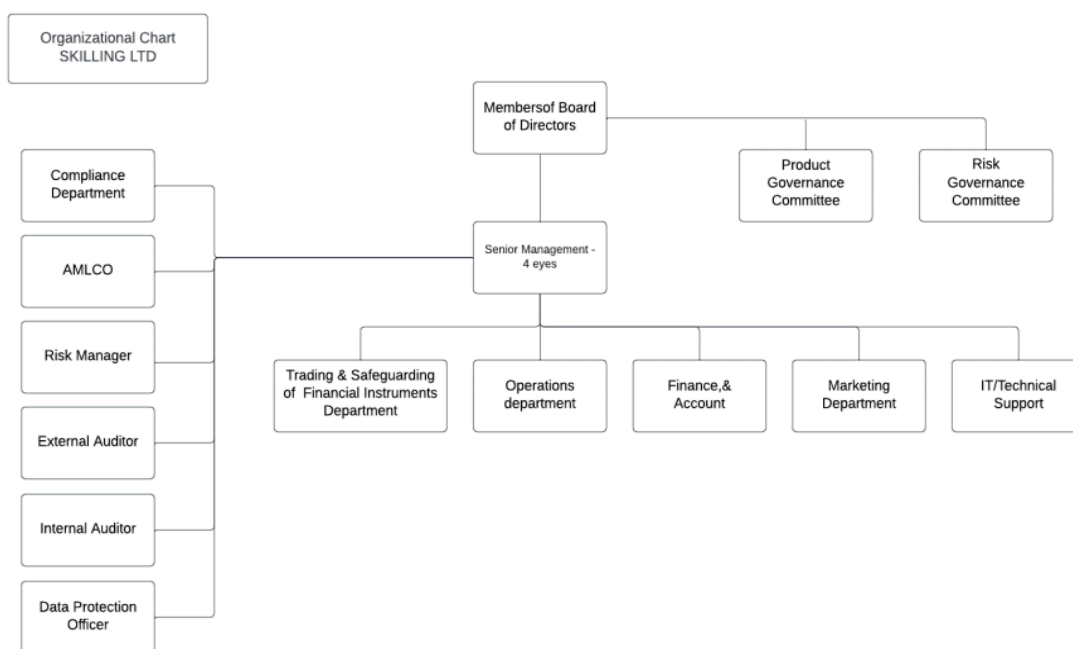 Organizational Chart
SKILLING LTD
Membersof Board
of Directors
Product
Governance
Committee
Risk
Governance
Committee
Compliance
Department
AMLCO
Risk Manager
External Auditor
Internal Auditor
Data Protection
Officer
Senior Management -
4 eyes
Trading & Safeguarding
of Financial Instruments
Department
Operations
department
Finance,&
Account
Marketing
Department
IT/Technical
Support